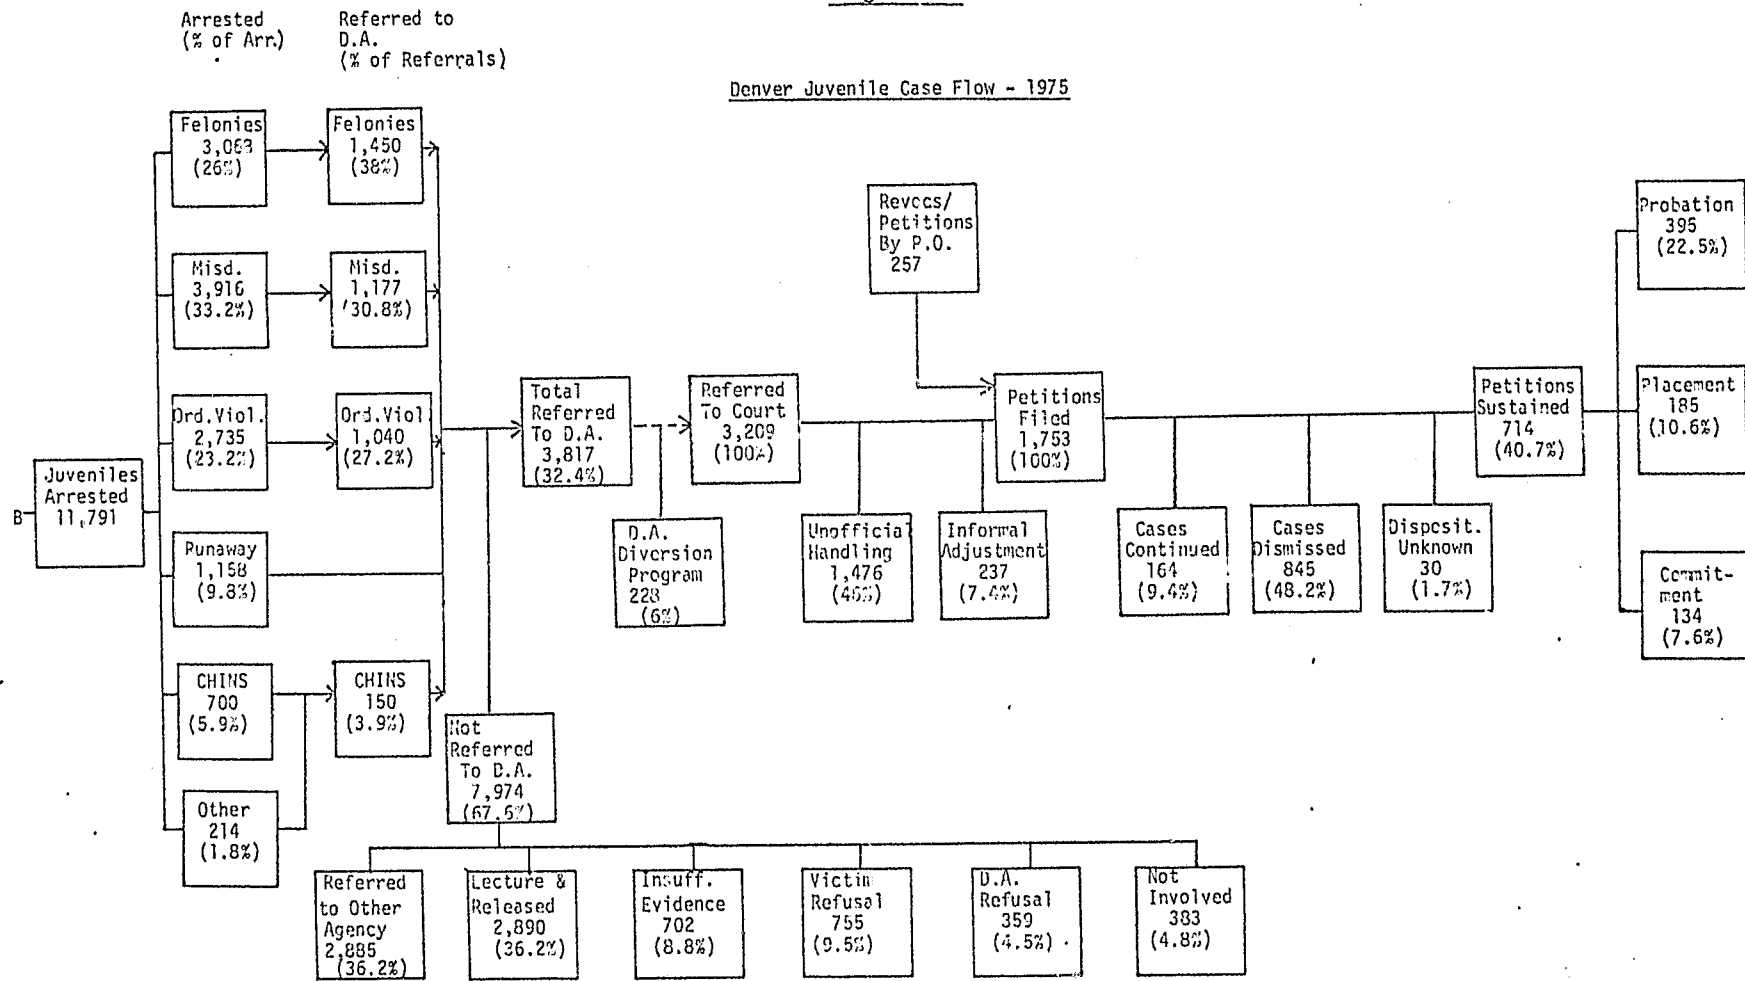 Arrested
(% of Arr.)
Referred to
D.A.
(% of Referrals)
Denver Juvenile Case Flow - 1975
Felonies
3,063
(26%)
Felonies
1,450
(38%)
Misd.
3,916
(33.2%)
Misd.
1,177
(30.8%)
Ord.Viol.
2,735
(23.2%)
Ord.Viol
1,040
(27.2%)
Juveniles
Arrested
11,791
B
Runaway
1,158
(9.8%)
CHINS
700
(5.9%)
CHINS
150
(3.9%)
Other
214
(1.8%)
Total
Referred
To D.A.
3,817
(32.4%)
Not
Referred
To D.A.
7,974
(67.6%)
Referred
to Other
Agency
2,885
(36.2%)
Lecture &
Released
2,890
(36.2%)
Insuff.
Evidence
702
(8.8%)
Victim
Refusal
755
(9.5%)
D.A.
Refusal
359
(4.5%)
Not
Involved
383
(4.8%)
D.A.
Diversion
Program
228
(6%)
Referred
To Court
3,209
(100%)
Unofficial
Handling
1,476
(46%)
Informal
Adjustment
237
(7.4%)
Revocs/
Petitions
By P.O.
257
Petitions
Filed
1,753
(100%)
Cases
Continued
164
(9.4%)
Cases
Dismissed
845
(48.2%)
Disposit.
Unknown
30
(1.7%)
Petitions
Sustained
714
(40.7%)
Probation
395
(22.5%)
Placement
185
(10.6%)
Commit-
ment
134
(7.6%)